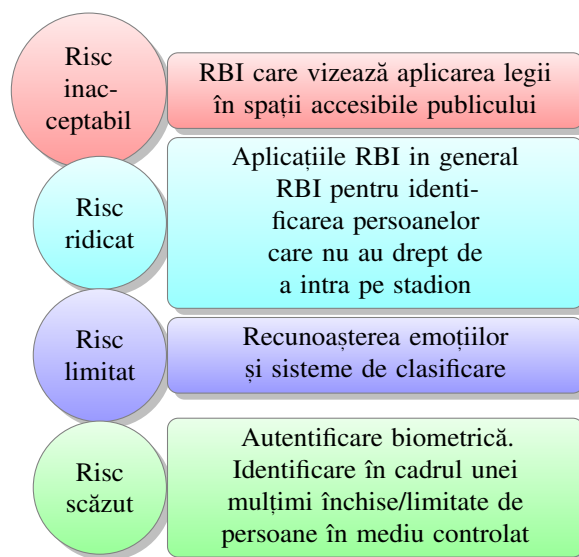 Risc
inac-
ceptabil
RBI care vizează aplicarea legii
în spații accesibile publicului
Risc
ridicat
Aplicațiile RBI in general
RBI pentru identi-
ficarea persoanelor
care nu au drept de
a intra pe stadion
Risc
limitat
Recunoașterea emoțiilor
și sisteme de clasificare
Risc
scăzut
Autentificare biometrică.
Identificare în cadrul unei
mulțimi închise/limitate de
persoane în mediu controlat